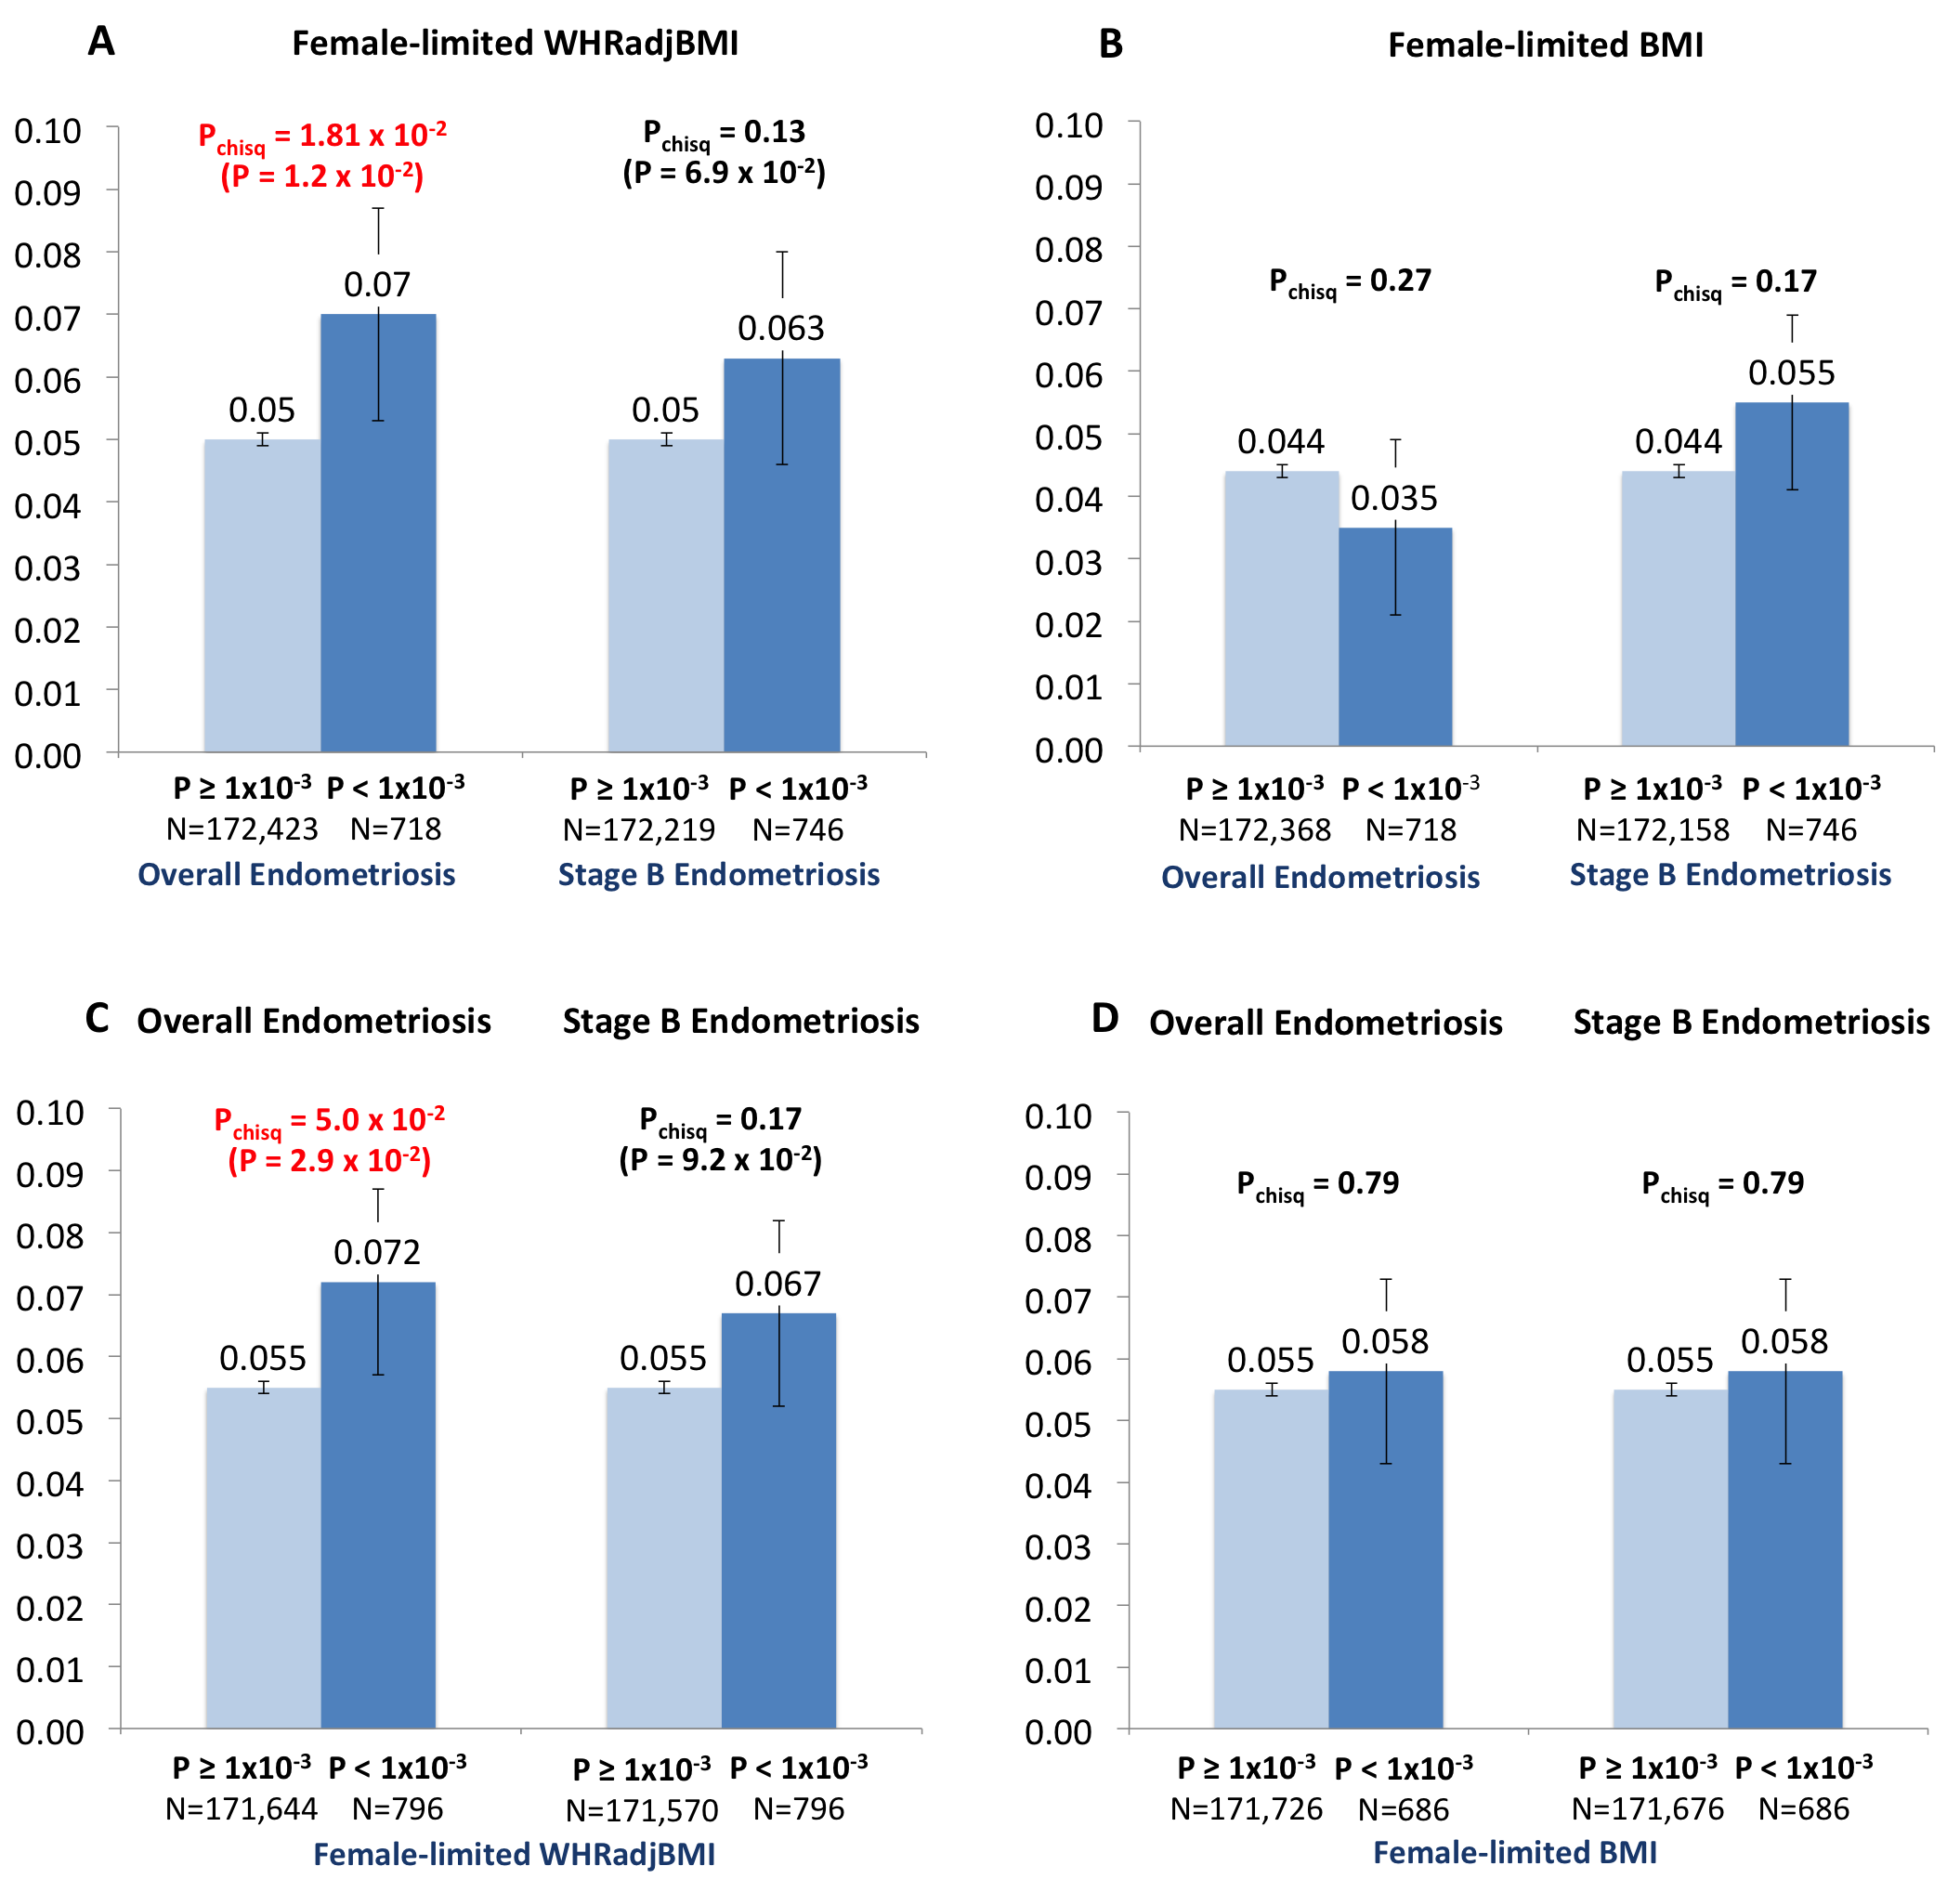 A Female-limited WHRadjBMI
P_chisq = 1.81 x 10⁻²
(P = 1.2 x 10⁻²)
P_chisq = 0.13
(P = 6.9 x 10⁻²)
0.10
0.09
0.08
0.07
0.06
0.05
0.04
0.03
0.02
0.01
0.00
0.05
0.07
0.05
0.063
P ≥ 1x10⁻³ P < 1x10⁻³ P ≥ 1x10⁻³ P < 1x10⁻³
N=172,423 N=718 N=172,219 N=746
Overall Endometriosis Stage B Endometriosis
B Female-limited BMI
P_chisq = 0.27
P_chisq = 0.17
0.10
0.09
0.08
0.07
0.06
0.05
0.04
0.03
0.02
0.01
0.00
0.044
0.035
0.044
0.055
P ≥ 1x10⁻³ P < 1x10⁻³ P ≥ 1x10⁻³ P < 1x10⁻³
N=172,368 N=718 N=172,158 N=746
Overall Endometriosis Stage B Endometriosis
C Overall Endometriosis Stage B Endometriosis
P_chisq = 5.0 x 10⁻²
(P = 2.9 x 10⁻²)
P_chisq = 0.17
(P = 9.2 x 10⁻²)
0.10
0.09
0.08
0.07
0.06
0.05
0.04
0.03
0.02
0.01
0.00
0.055
0.072
0.055
0.067
P ≥ 1x10⁻³ P < 1x10⁻³ P ≥ 1x10⁻³ P < 1x10⁻³
N=171,644 N=796 N=171,570 N=796
Female-limited WHRadjBMI
D Overall Endometriosis Stage B Endometriosis
P_chisq = 0.79
P_chisq = 0.79
0.10
0.09
0.08
0.07
0.06
0.05
0.04
0.03
0.02
0.01
0.00
0.055
0.058
0.055
0.058
P ≥ 1x10⁻³ P < 1x10⁻³ P ≥ 1x10⁻³ P < 1x10⁻³
N=171,726 N=686 N=171,676 N=686
Female-limited BMI